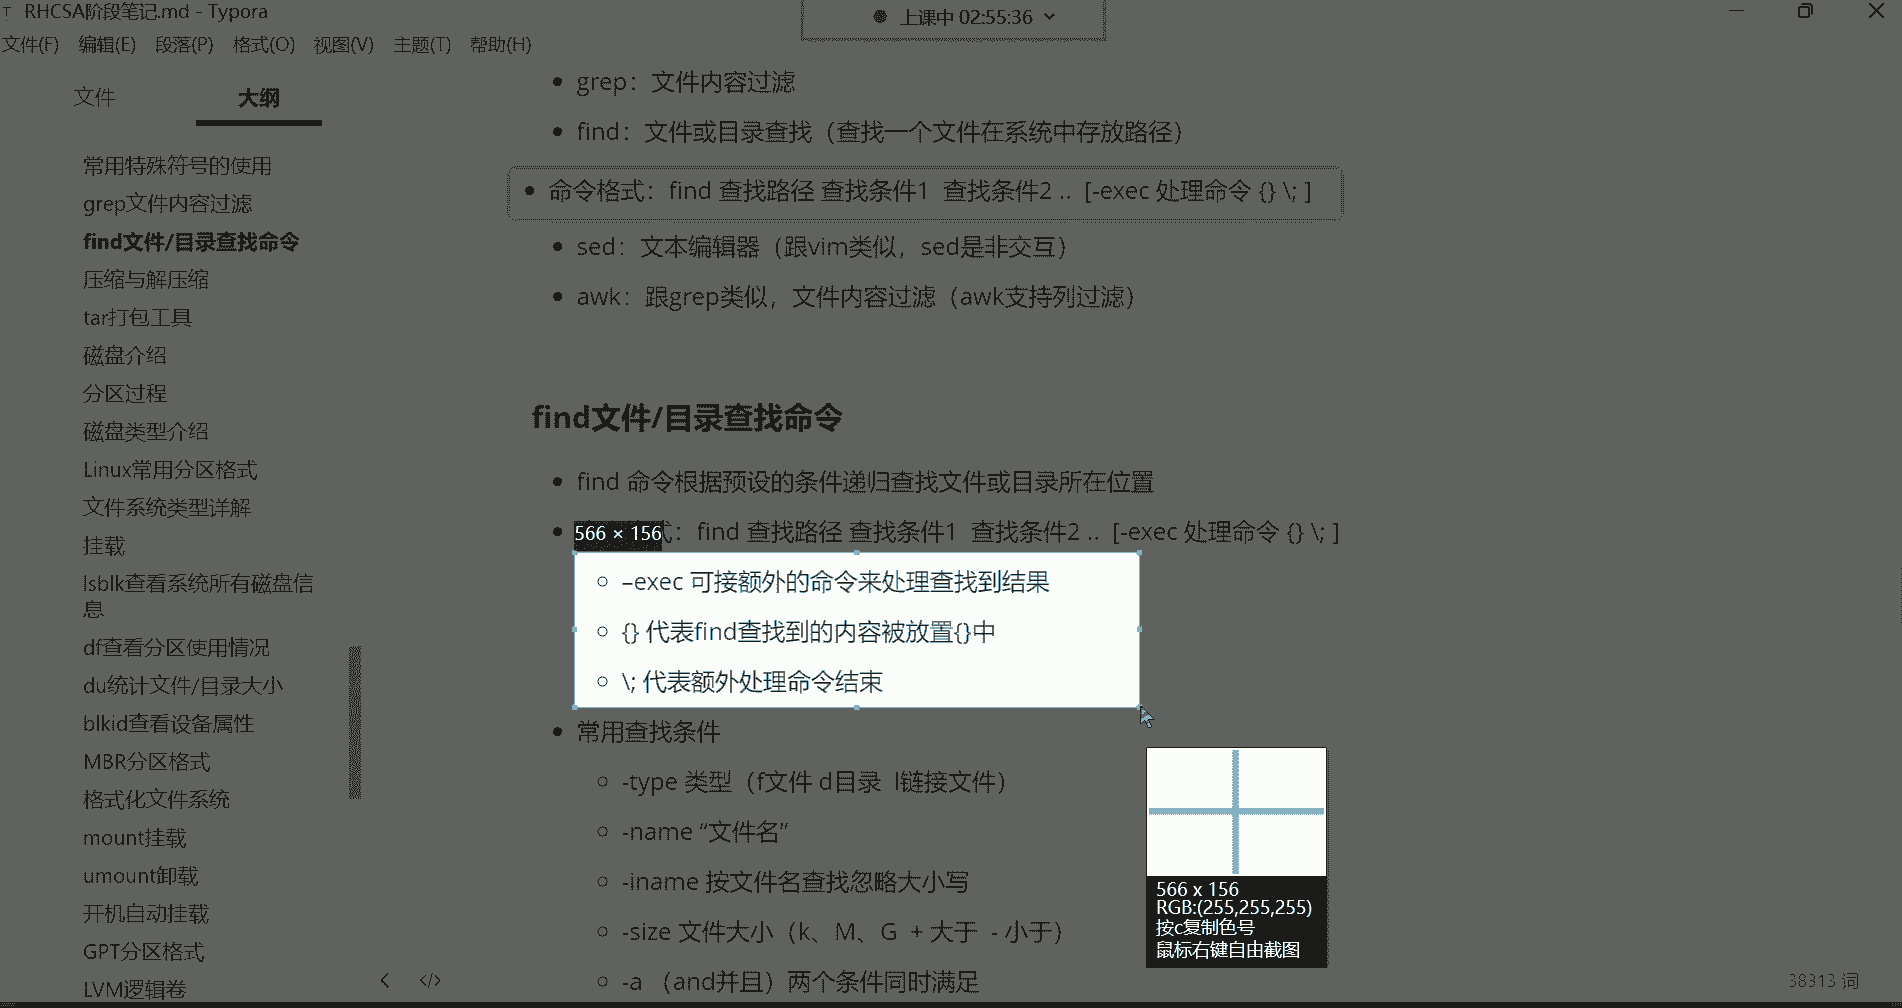 RHCSA阶段笔记.md - Typora
上课中 02:55:36
文件(F) 编辑(E) 段落(P) 格式(O) 视图(V) 主题(T) 帮助(H)
文件 大纲
常用特殊符号的使用
grep文件内容过滤
find文件/目录查找命令
压缩与解压缩
tar打包工具
磁盘介绍
分区过程
磁盘类型介绍
Linux常用分区格式
文件系统类型详解
挂载
lsblk查看系统所有磁盘信
息
df查看分区使用情况
du统计文件/目录大小
blkid查看设备属性
MBR分区格式
格式化文件系统
mount挂载
umount卸载
开机自动挂载
GPT分区格式
LVM逻辑卷
grep：文件内容过滤
find：文件或目录查找（查找一个文件在系统中存放路径）
命令格式：find 查找路径 查找条件1 查找条件2 .. [-exec 处理命令 {} \; ]
sed：文本编辑器（跟vim类似，sed是非交互）
awk：跟grep类似，文件内容过滤（awk支持列过滤）
find文件/目录查找命令
find 命令根据预设的条件递归查找文件或目录所在位置
566 × 156
：find 查找路径 查找条件1 查找条件2 .. [-exec 处理命令 {} \; ]
–exec 可接额外的命令来处理查找到结果
{} 代表find查找到的内容被放置{}中
\; 代表额外处理命令结束
常用查找条件
-type 类型（f文件 d目录 l链接文件）
-name “文件名”
-iname 按文件名查找忽略大小写
-size 文件大小（k、M、G + 大于 - 小于）
-a （and并且）两个条件同时满足
566 x 156
RGB:(255,255,255)
按c复制色号
鼠标右键自由截图
38313 词